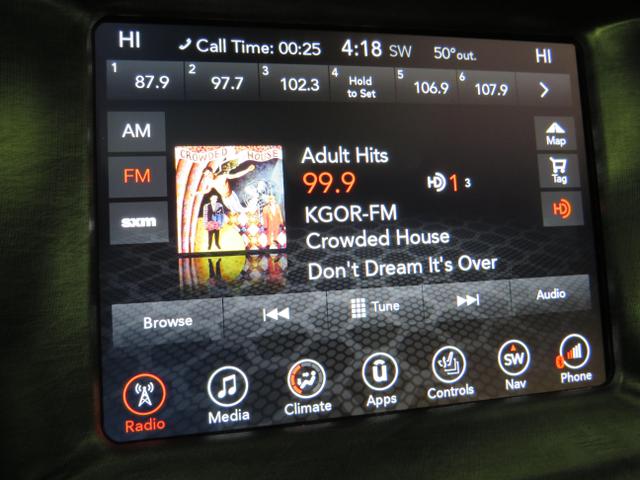 HI Call Time: 00:25 4:18 SW 50°out. HI
1 87.9 2 97.7 3 102.3 4 Hold to Set 5 106.9 6 107.9
AM
FM
sxm
CROWDED HOUSE
Adult Hits
99.9 HD 1 3
KGOR-FM
Crowded House
Don't Dream It's Over
Map
Tag
HD
Browse Tune Audio
Radio Media Climate Apps Controls SW Nav Phone